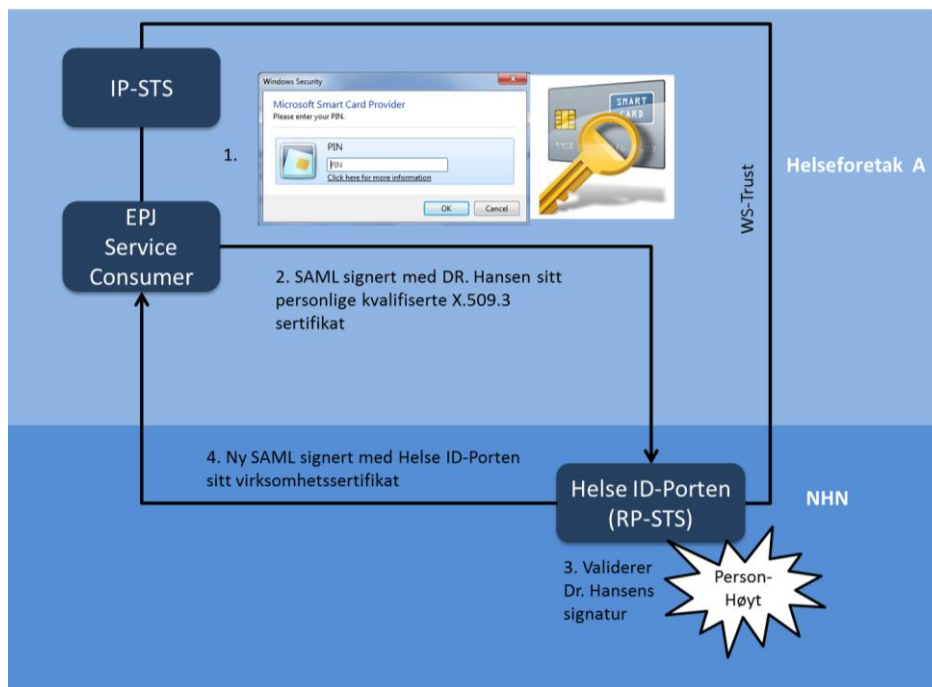 IP-STS
1.
Windows Security
Microsoft Smart Card Provider
Please enter your PIN.
PIN
PIN
Click here for more information
OK
Cancel
SMART
CARD
Helseforetak A
WS-Trust
EPJ
Service
Consumer
2. SAML signert med DR. Hansen sitt
personlige kvalifiserte X.509.3
sertifikat
4. Ny SAML signert med Helse ID-Porten
sitt virksomhetssertifikat
Helse ID-Porten
(RP-STS)
NHN
3. Validerer
Dr. Hansens
signatur
Person-
Høyt